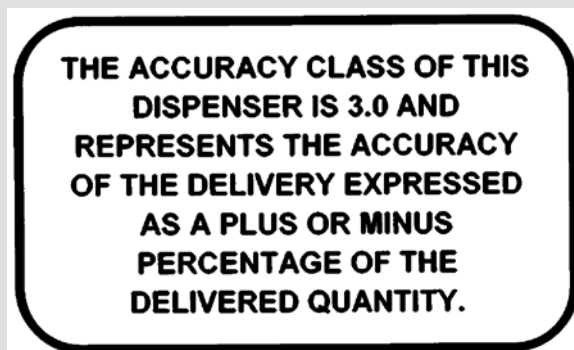 THE ACCURACY CLASS OF THIS
DISPENSER IS 3.0 AND
REPRESENTS THE ACCURACY
OF THE DELIVERY EXPRESSED
AS A PLUS OR MINUS
PERCENTAGE OF THE
DELIVERED QUANTITY.